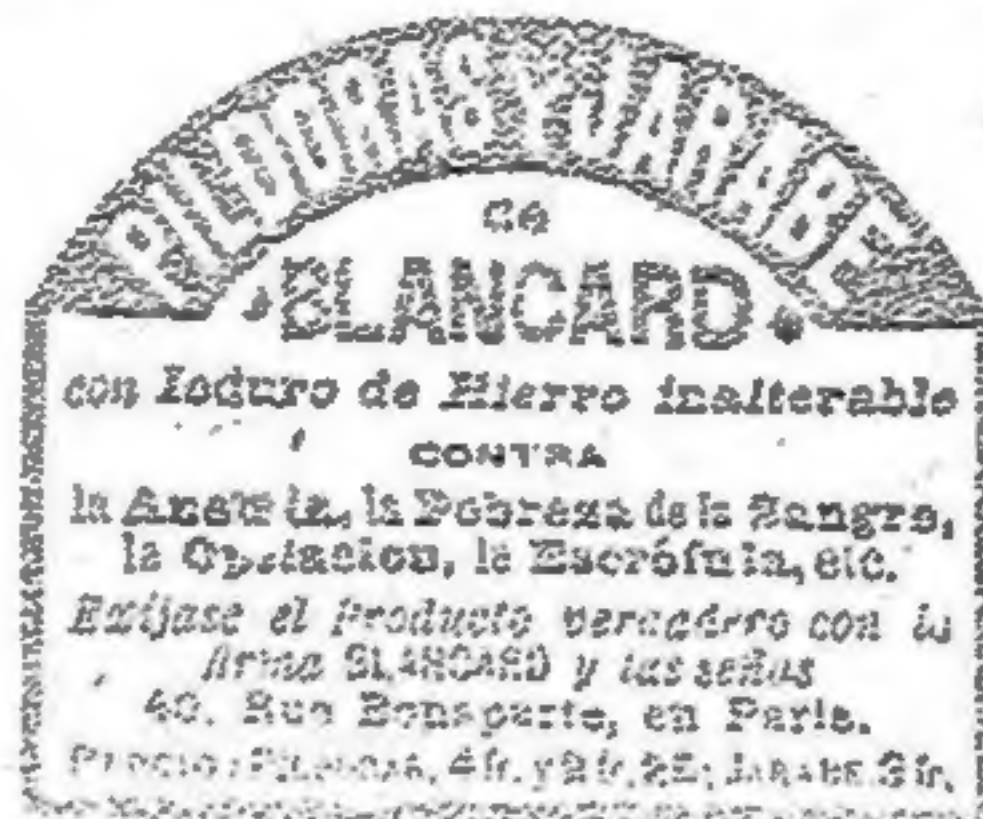 PILDORAS Y JARABE
de
BLANCARD
con Ioduro de Hierro inalterable
CONTRA
la Anemia, la Pobreza de la Sangre,
la Opilacion, la Escrófula, etc.
Exijase el Producto verdadero con la
firma BLANCARD y las señas
40, Rue Bonaparte, en Paris.
PRECIO: PILDORAS, 4 fr. y 2 fr. 25; JARABE, 3 fr.